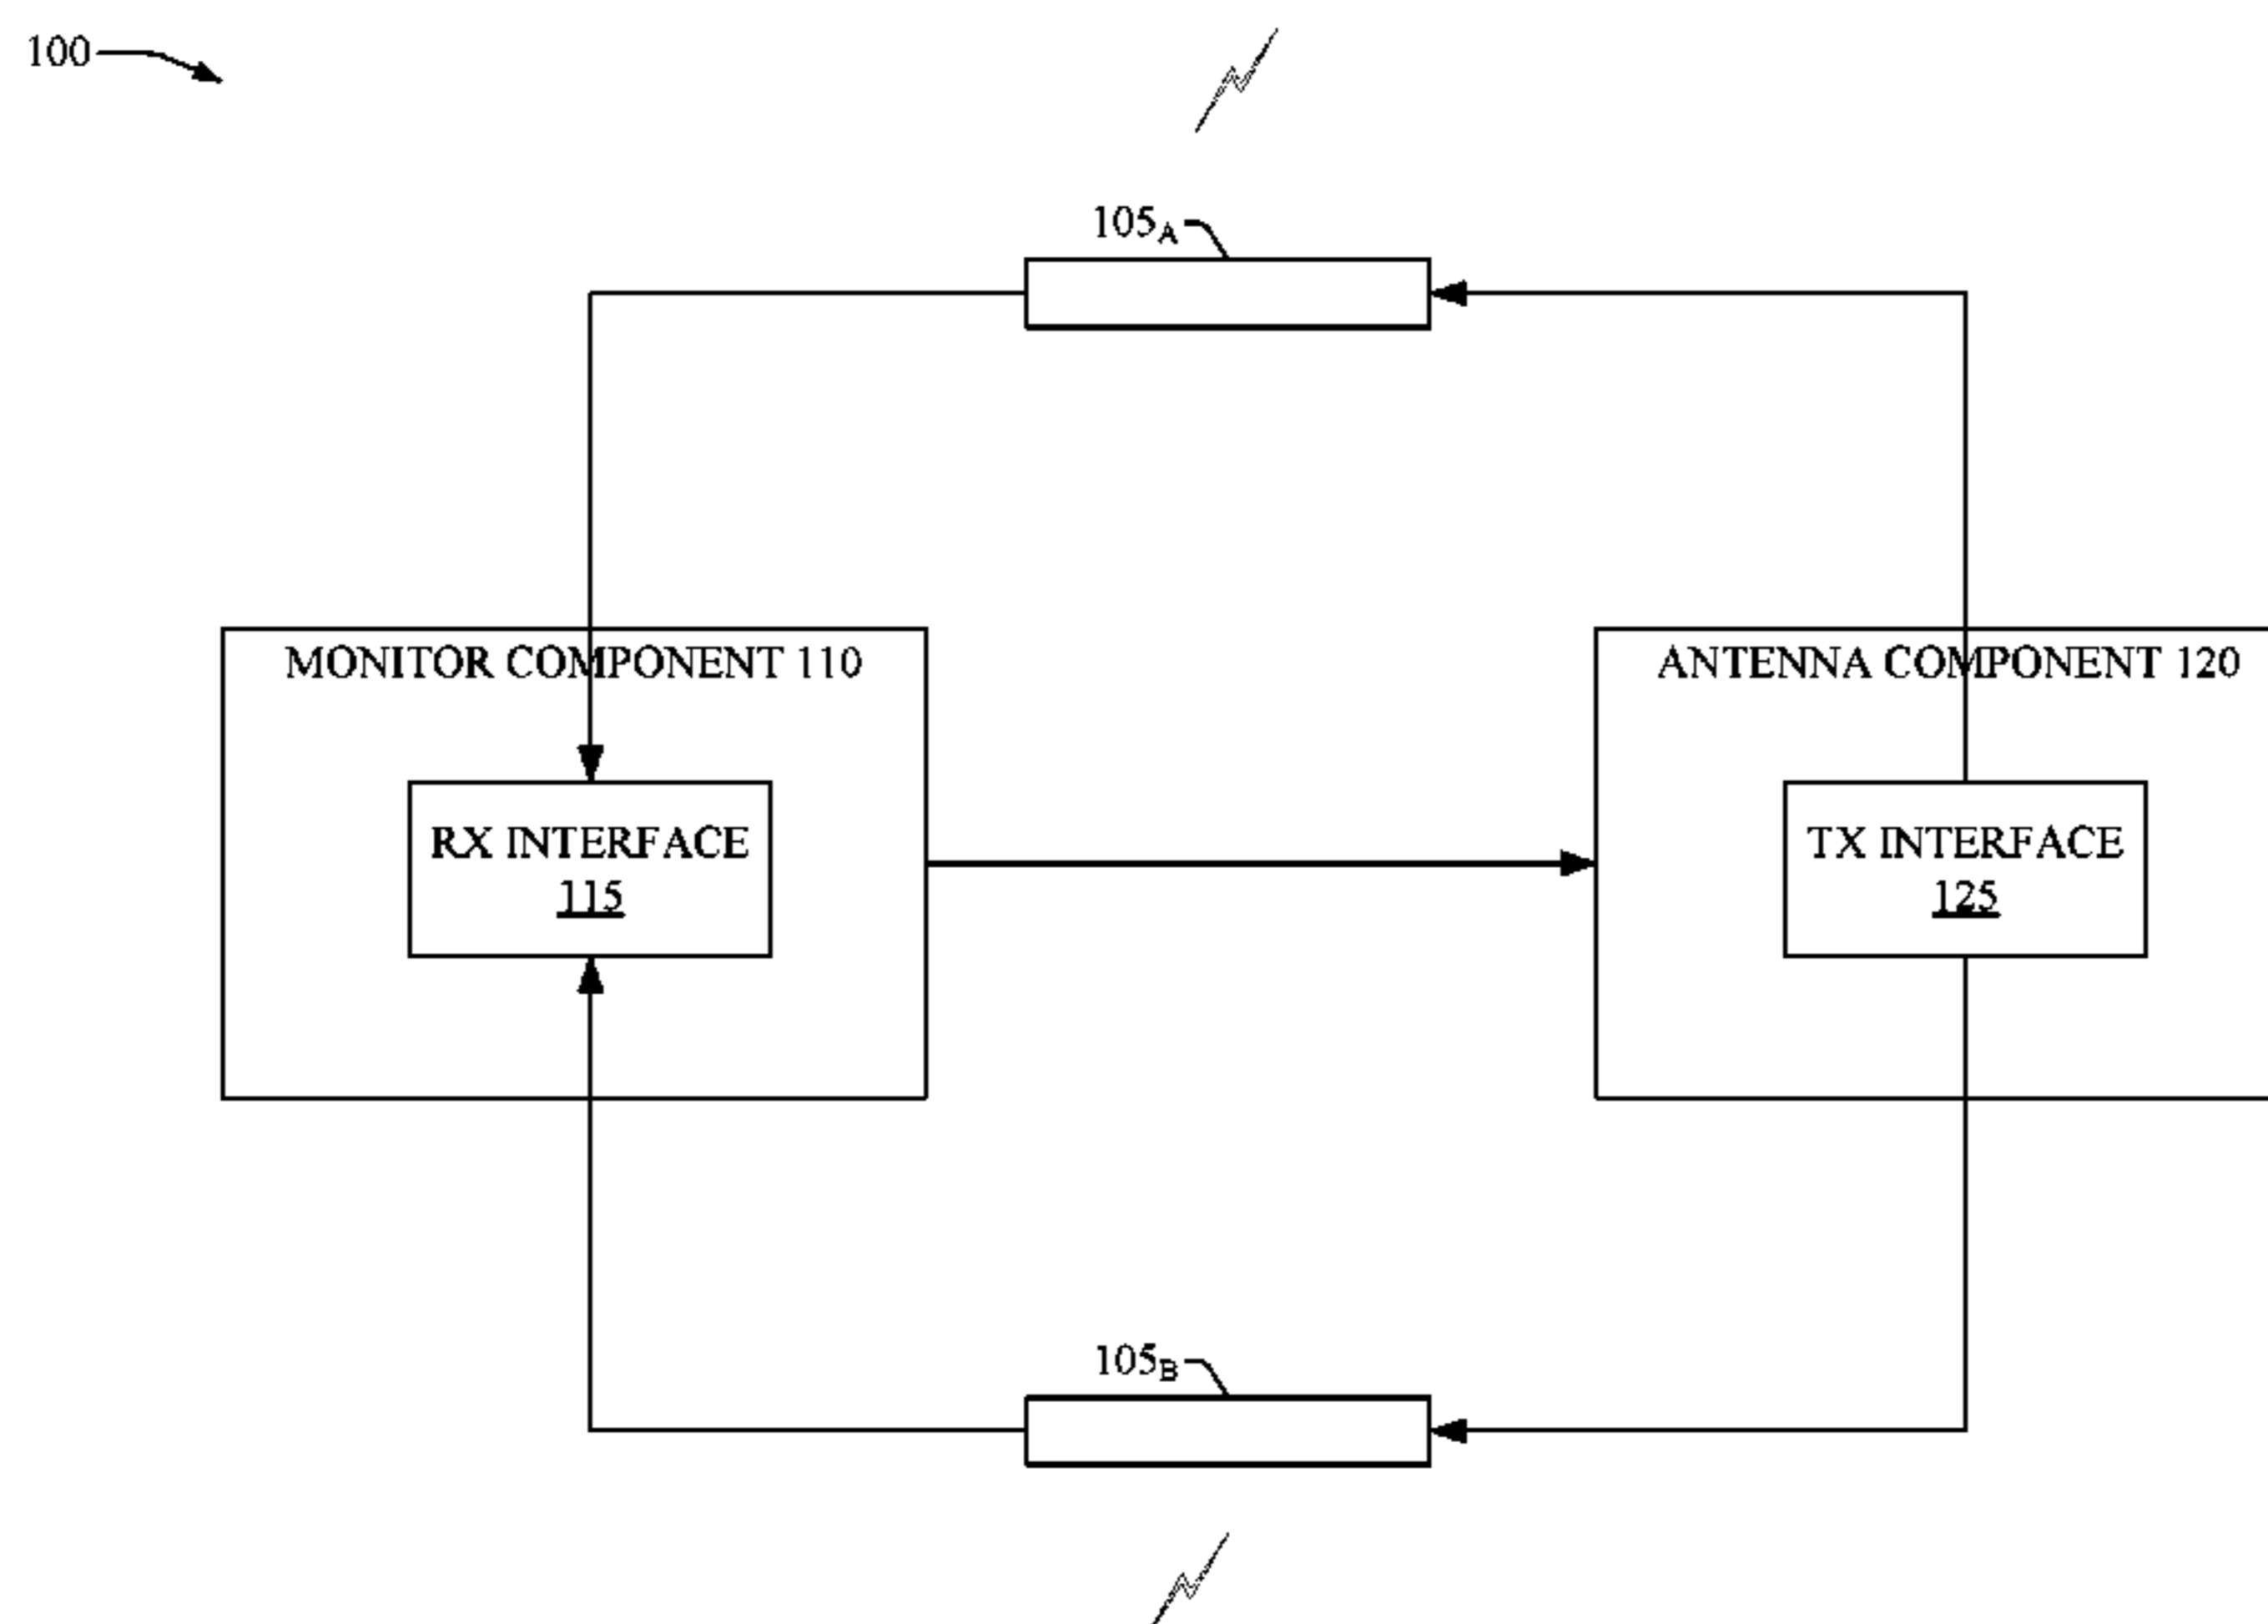 100
105A
MONITOR COMPONENT 110
ANTENNA COMPONENT 120
RX INTERFACE
115
TX INTERFACE
125
105B